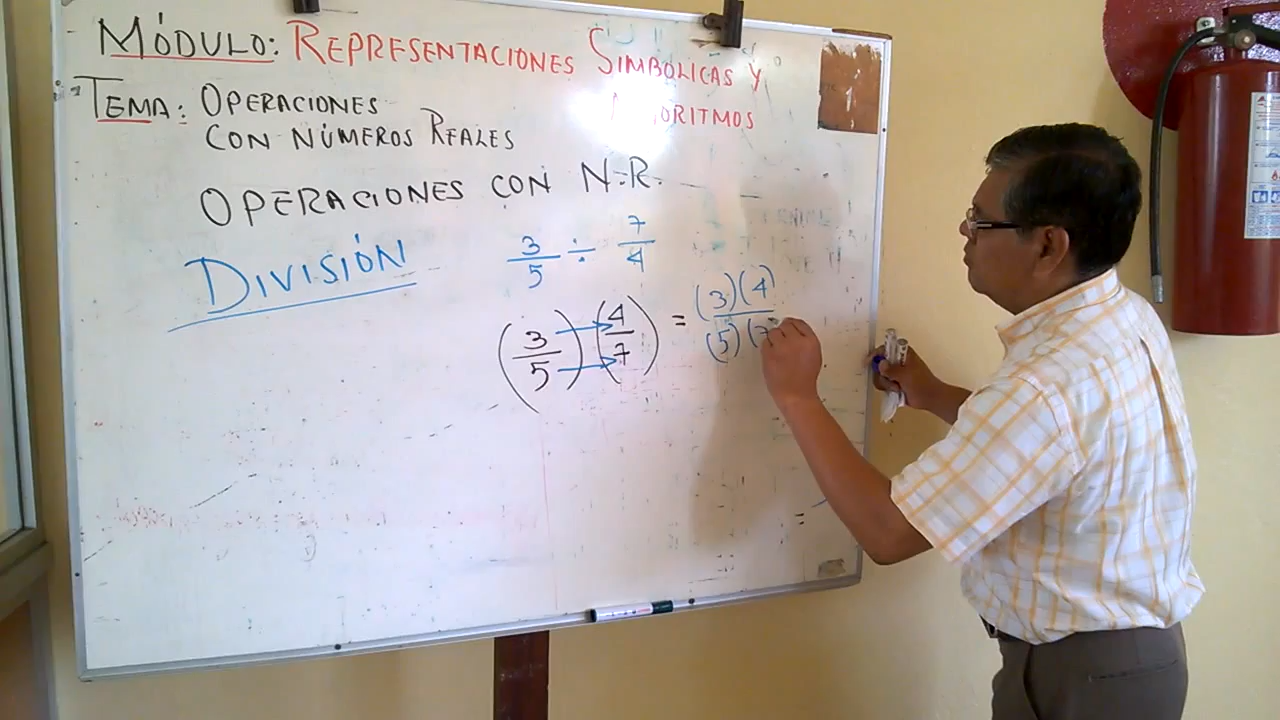 MÓDULO: REPRESENTACIONES SIMBÓLICAS Y
ORITMOS
TEMA: OPERACIONES
CON NÚMEROS REALES
OPERACIONES CON N.R.
DIVISIÓN
3/5 ÷ 7/4
(3/5) (4/7) = (3)(4)/(5)(7